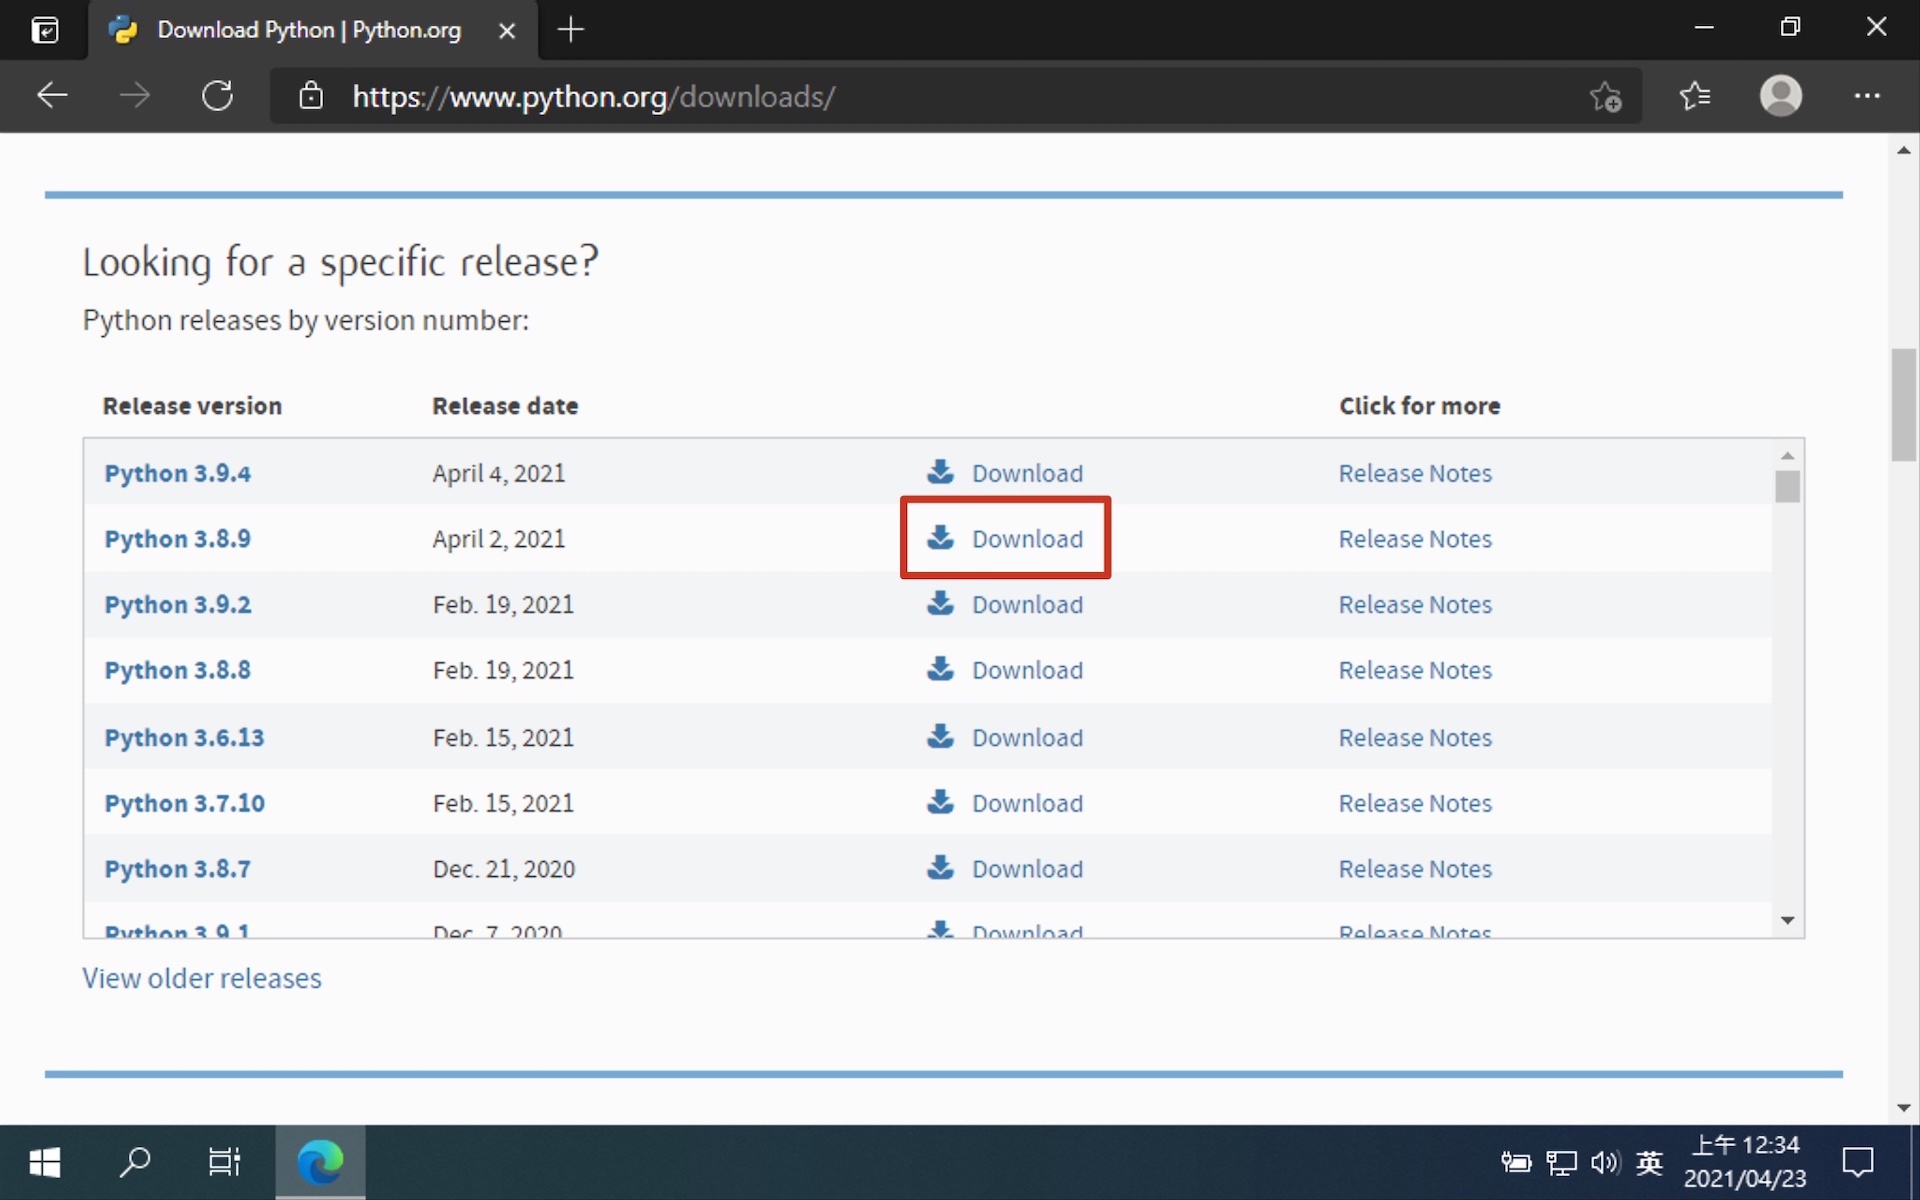 Download Python | Python.org
https://www.python.org/downloads/
Looking for a specific release?
Python releases by version number:
Release version Release date Click for more
Python 3.9.4 April 4, 2021 Download Release Notes
Python 3.8.9 April 2, 2021 Download Release Notes
Python 3.9.2 Feb. 19, 2021 Download Release Notes
Python 3.8.8 Feb. 19, 2021 Download Release Notes
Python 3.6.13 Feb. 15, 2021 Download Release Notes
Python 3.7.10 Feb. 15, 2021 Download Release Notes
Python 3.8.7 Dec. 21, 2020 Download Release Notes
Python 3.9.1 Dec. 7, 2020 Download Release Notes
View older releases
英 上午 12:34
2021/04/23